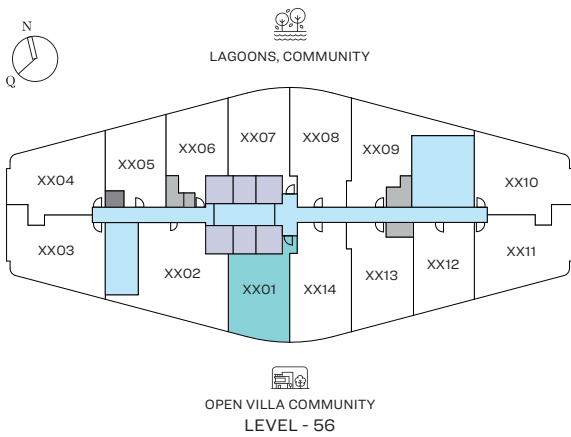 N
Q
LAGOONS, COMMUNITY
XX07
XX08
XX06
XX09
XX05
XX04
XX10
XX03
XX11
XX02
XX12
XX13
XX01
XX14
OPEN VILLA COMMUNITY
LEVEL - 56